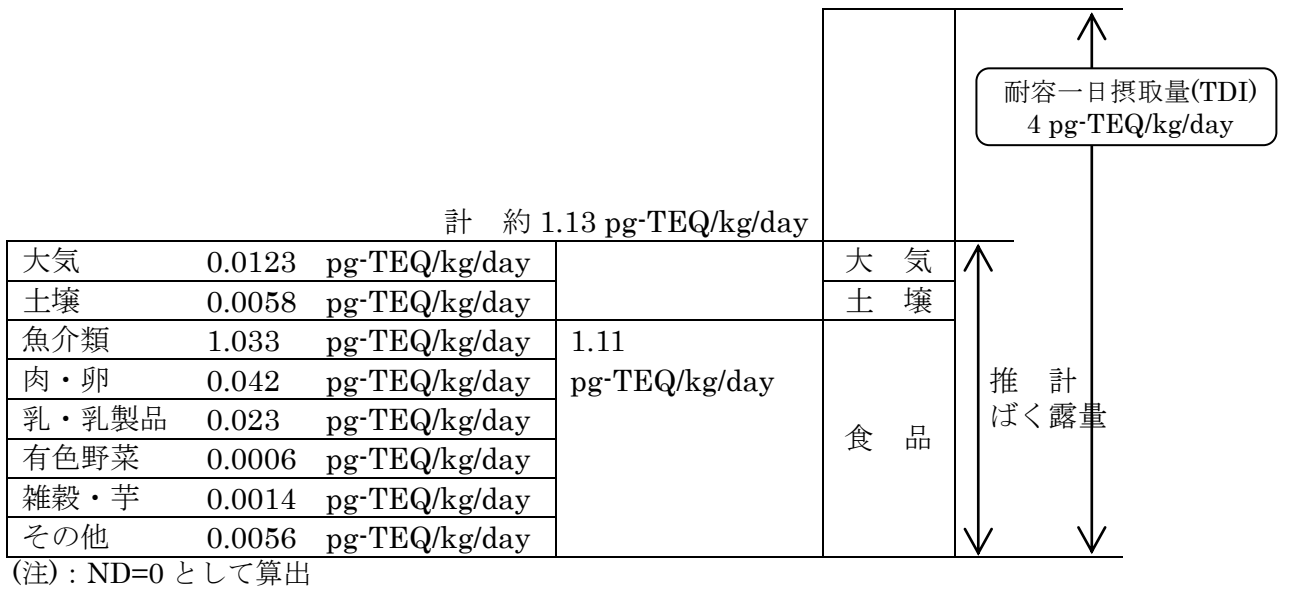 耐容一日摂取量(TDI)
4 pg-TEQ/kg/day
計　約 1.13 pg-TEQ/kg/day
大気 0.0123 pg-TEQ/kg/day 大　気
土壌 0.0058 pg-TEQ/kg/day 土　壌
魚介類 1.033 pg-TEQ/kg/day 1.11
肉・卵 0.042 pg-TEQ/kg/day pg-TEQ/kg/day
乳・乳製品 0.023 pg-TEQ/kg/day
有色野菜 0.0006 pg-TEQ/kg/day
雑穀・芋 0.0014 pg-TEQ/kg/day
その他 0.0056 pg-TEQ/kg/day
食　品
推　計
ばく露量
(注)：ND=0 として算出